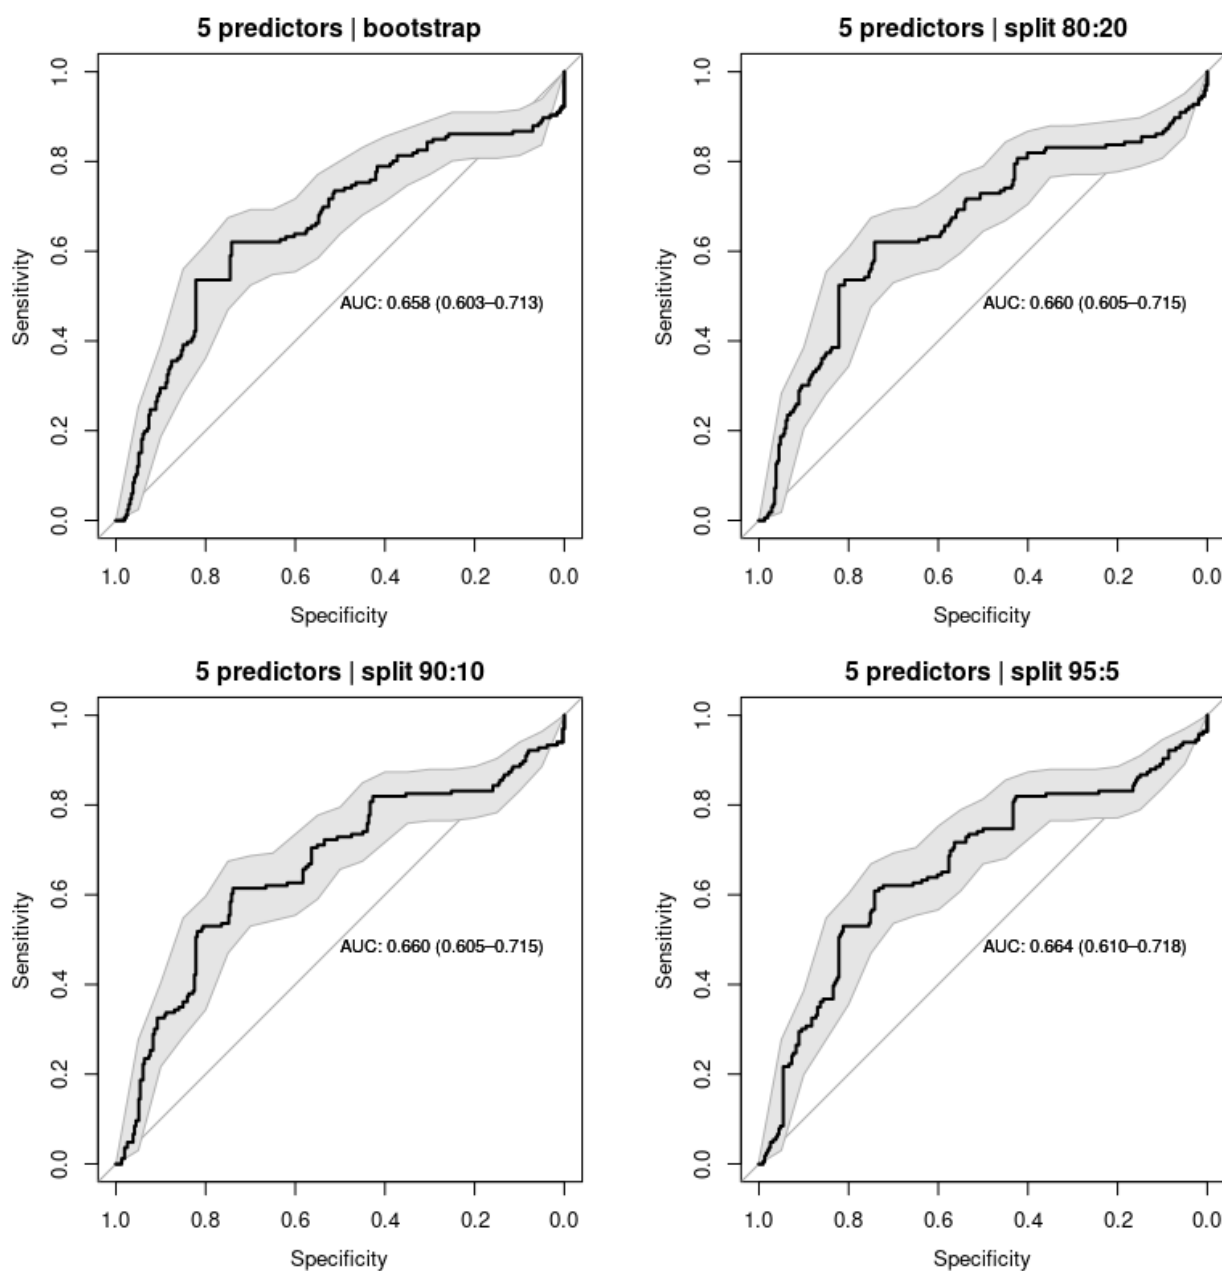 5 predictors | bootstrap
Sensitivity
1.0
0.8
0.6
0.4
0.2
0.0
AUC: 0.658 (0.603–0.713)
1.0 0.8 0.6 0.4 0.2 0.0
Specificity
5 predictors | split 80:20
Sensitivity
1.0
0.8
0.6
0.4
0.2
0.0
AUC: 0.660 (0.605–0.715)
1.0 0.8 0.6 0.4 0.2 0.0
Specificity
5 predictors | split 90:10
Sensitivity
1.0
0.8
0.6
0.4
0.2
0.0
AUC: 0.660 (0.605–0.715)
1.0 0.8 0.6 0.4 0.2 0.0
Specificity
5 predictors | split 95:5
Sensitivity
1.0
0.8
0.6
0.4
0.2
0.0
AUC: 0.664 (0.610–0.718)
1.0 0.8 0.6 0.4 0.2 0.0
Specificity